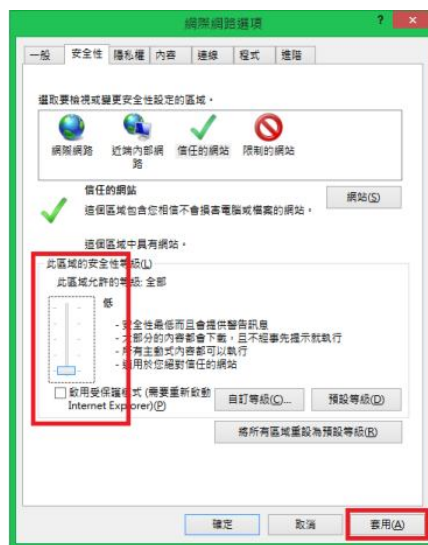 網際網路選項
?
×
一般 安全性 隱私權 內容 連線 程式 進階
選取要檢視或變更安全性設定的區域。
網際網路 近端內部網路 信任的網站 限制的網站
信任的網站
網站(S)
這個區域包含您相信不會損害電腦或檔案的網站。
這個區域中具有網站。
此區域的安全性等級(L)
此區域允許的等級: 全部
低
- 安全性最低而且會提供警告訊息
- 大部分的內容都會下載，且不經事先提示就執行
- 所有主動式內容都可以執行
- 適用於您絕對信任的網站
啟用受保護模式 (需要重新啟動
Internet Explorer)(P)
自訂等級(C)... 預設等級(D)
將所有區域重設為預設等級(R)
確定 取消 套用(A)